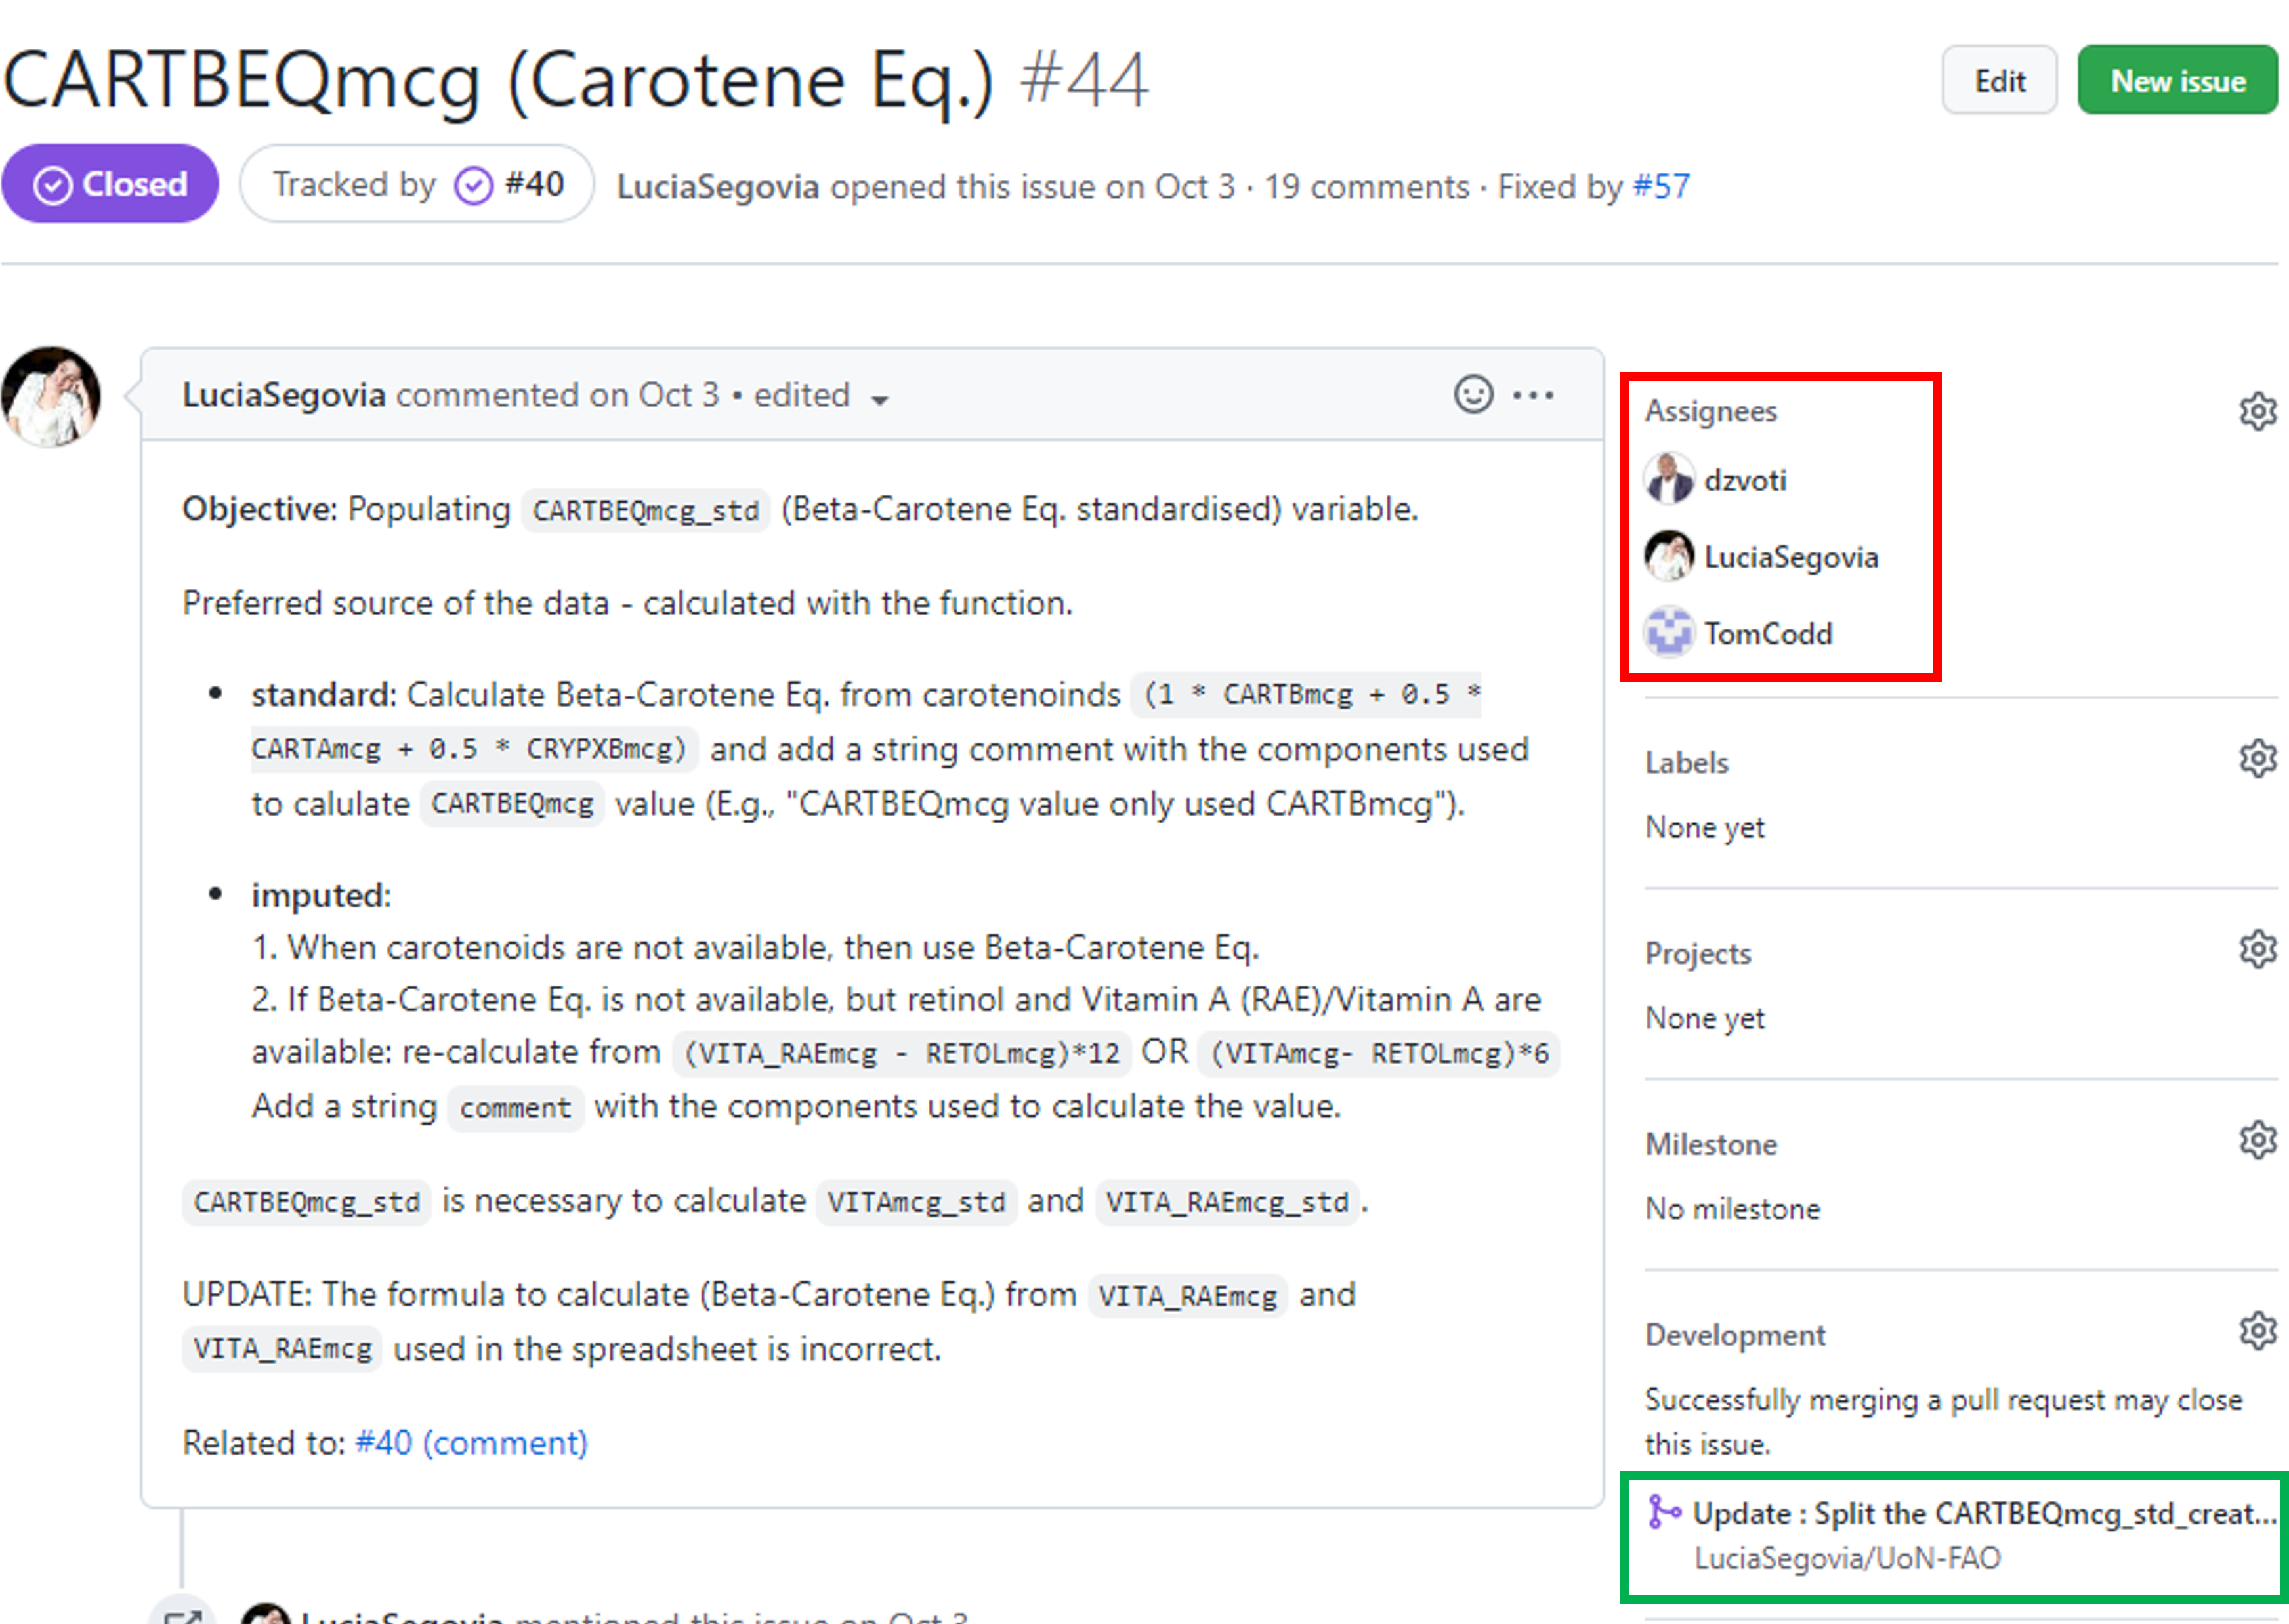 CARTBEQmcg (Carotene Eq.) #44
Edit
New issue
Closed
Tracked by #40
LuciaSegovia opened this issue on Oct 3 · 19 comments · Fixed by #57
LuciaSegovia commented on Oct 3 • edited
Objective: Populating CARTBEQmcg_std (Beta-Carotene Eq. standardised) variable.
Preferred source of the data - calculated with the function.
• standard: Calculate Beta-Carotene Eq. from carotenoinds (1 * CARTBmcg + 0.5 *
CARTAmcg + 0.5 * CRYPXBmcg) and add a string comment with the components used
to calulate CARTBEQmcg value (E.g., "CARTBEQmcg value only used CARTBmcg").
• imputed:
1. When carotenoids are not available, then use Beta-Carotene Eq.
2. If Beta-Carotene Eq. is not available, but retinol and Vitamin A (RAE)/Vitamin A are
available: re-calculate from (VITA_RAEmcg - RETOLmcg)*12 OR (VITAmcg- RETOLmcg)*6
Add a string comment with the components used to calculate the value.
CARTBEQmcg_std is necessary to calculate VITAmcg_std and VITA_RAEmcg_std.
UPDATE: The formula to calculate (Beta-Carotene Eq.) from VITA_RAEmcg and
VITA_RAEmcg used in the spreadsheet is incorrect.
Related to: #40 (comment)
LuciaSegovia mentioned this issue on Oct 3
Assignees
dzvoti
LuciaSegovia
TomCodd
Labels
None yet
Projects
None yet
Milestone
No milestone
Development
Successfully merging a pull request may close
this issue.
Update : Split the CARTBEQmcg_std_creat...
LuciaSegovia/UoN-FAO